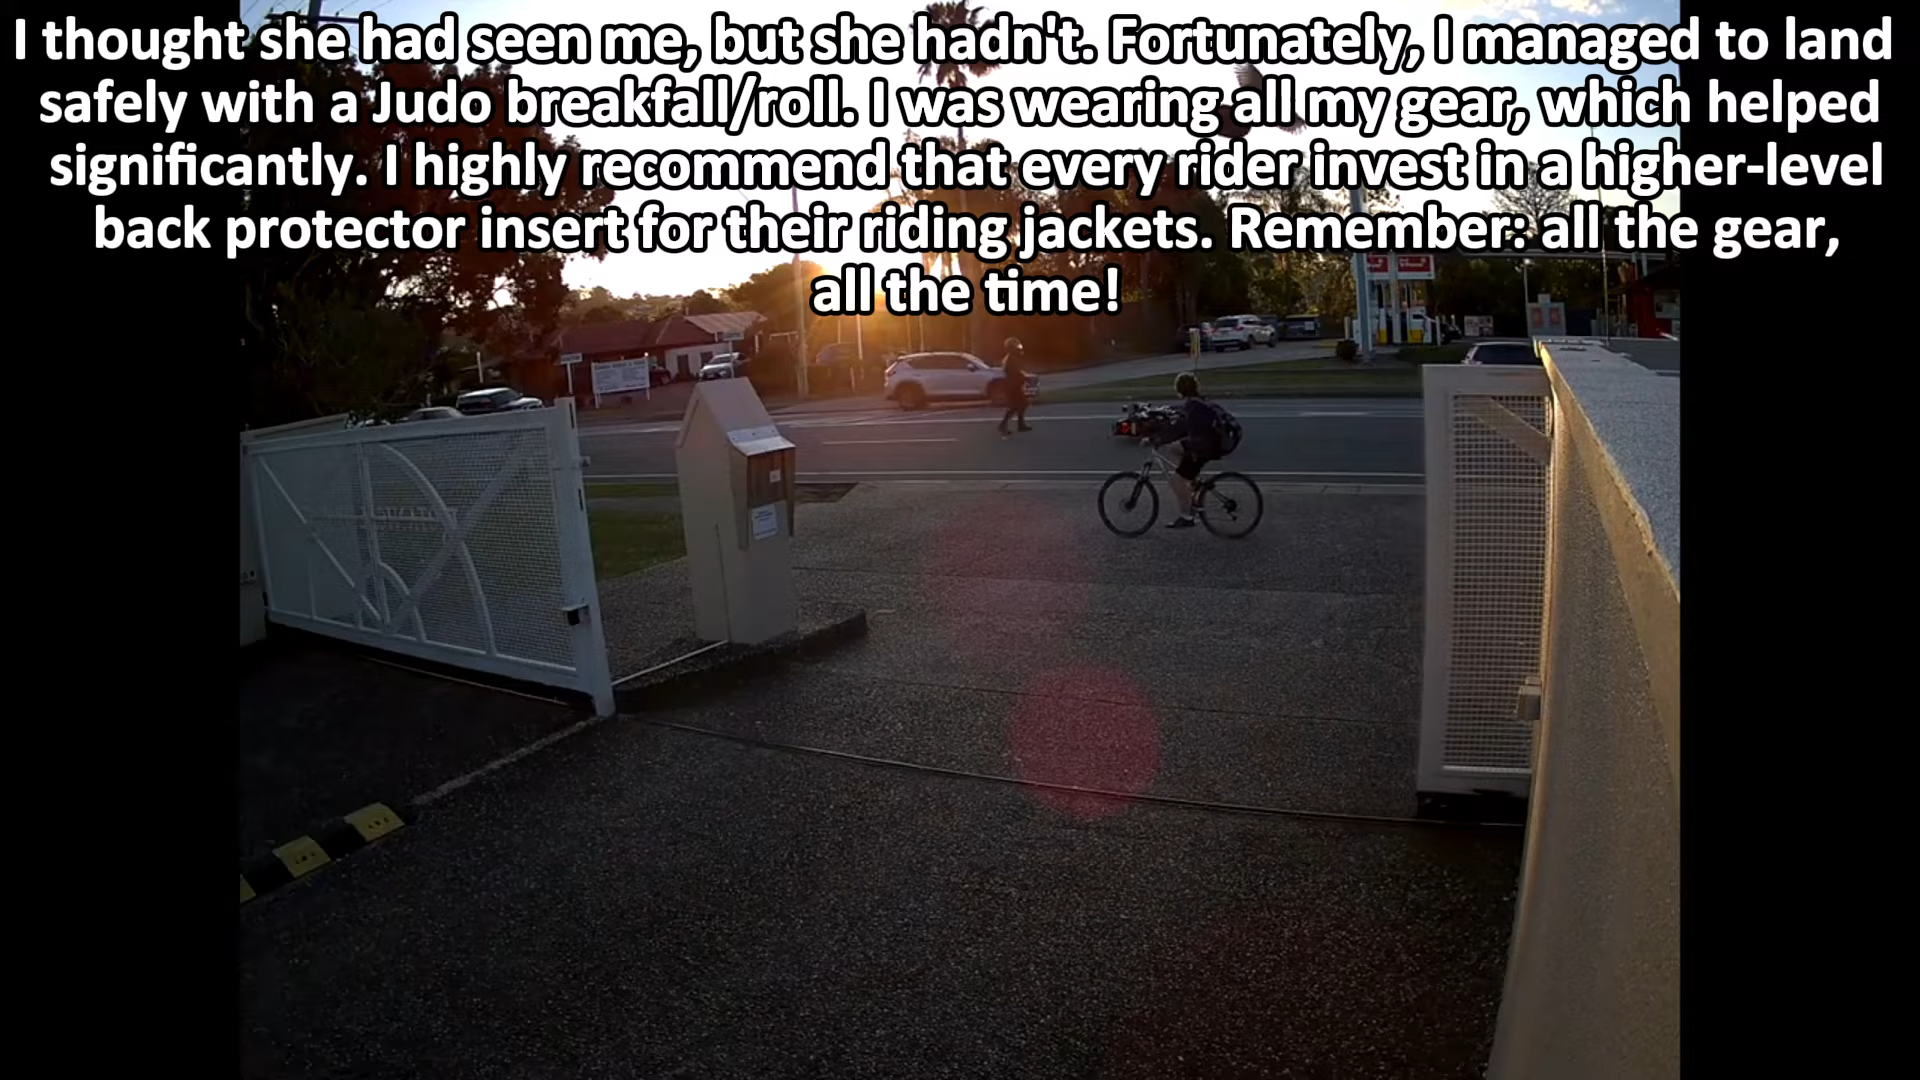 I thought she had seen me, but she hadn't. Fortunately, I managed to land
safely with a Judo breakfall/roll. I was wearing all my gear, which helped
significantly. I highly recommend that every rider invest in a higher-level
back protector insert for their riding jackets. Remember: all the gear,
all the time!